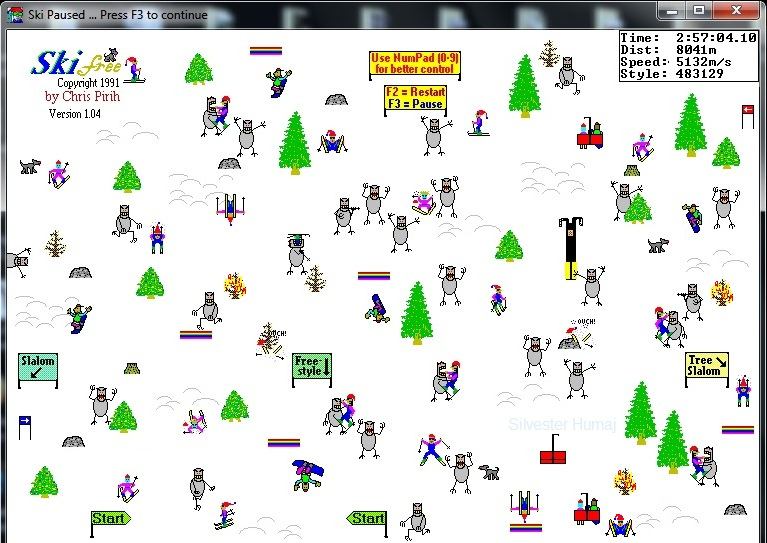 Ski Paused ... Press F3 to continue
Ski free
Copyright 1991
by Chris Pirih
Version 1.04
Use NumPad (0-9)
for better control
F2 = Restart
F3 = Pause
Time: 2:57:04.10
Dist: 8041m
Speed: 5132m/s
Style: 483129
OUCH!
OUCH!
Slalom
Free-
style
Tree
Slalom
Silvester Humaj
Start
Start